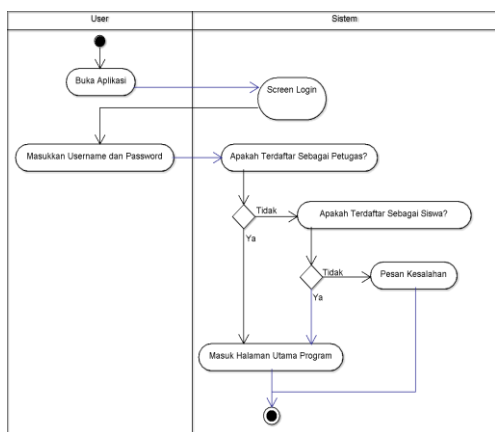 User
Sistem
Buka Aplikasi
Screen Login
Masukkan Username dan Password
Apakah Terdaftar Sebagai Petugas?
Tidak
Apakah Terdaftar Sebagai Siswa?
Ya
Tidak
Pesan Kesalahan
Ya
Masuk Halaman Utama Program